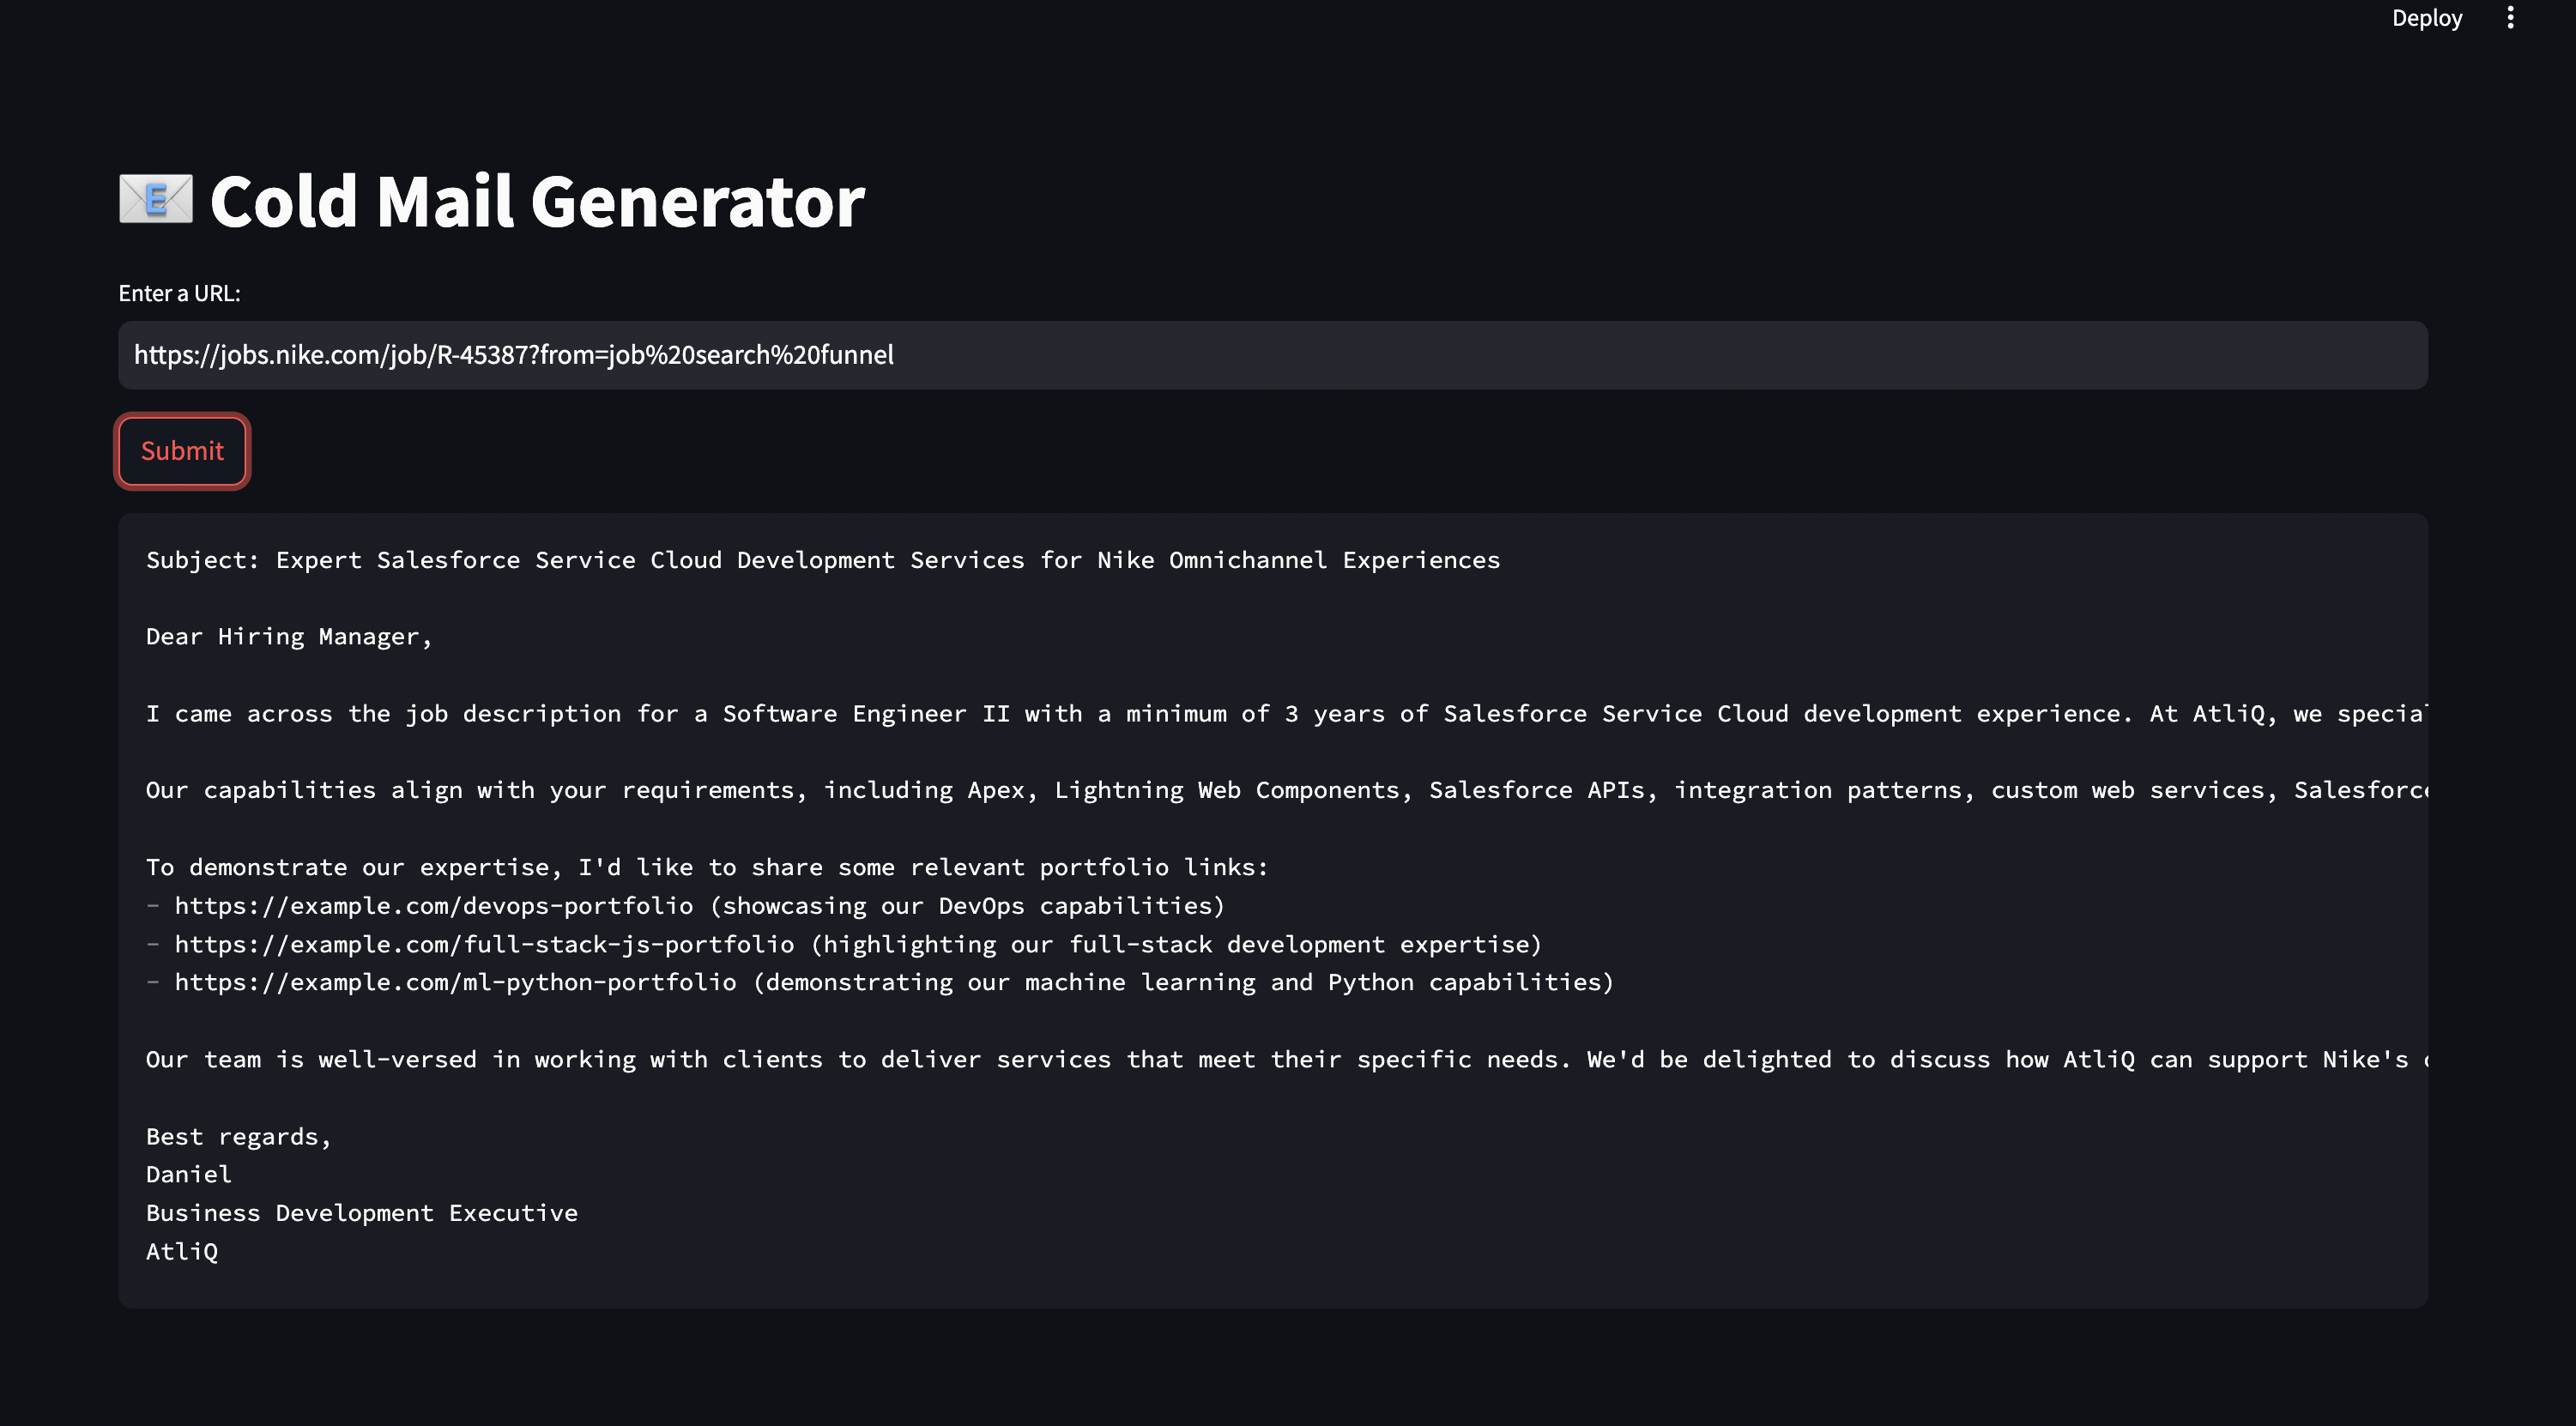 Deploy
Cold Mail Generator
Enter a URL:
https://jobs.nike.com/job/R-45387?from=job%20search%20funnel
Submit
Subject: Expert Salesforce Service Cloud Development Services for Nike Omnichannel Experiences
Dear Hiring Manager,
I came across the job description for a Software Engineer II with a minimum of 3 years of Salesforce Service Cloud development experience. At AtliQ, we special
Our capabilities align with your requirements, including Apex, Lightning Web Components, Salesforce APIs, integration patterns, custom web services, Salesforce
To demonstrate our expertise, I'd like to share some relevant portfolio links:
- https://example.com/devops-portfolio (showcasing our DevOps capabilities)
- https://example.com/full-stack-js-portfolio (highlighting our full-stack development expertise)
- https://example.com/ml-python-portfolio (demonstrating our machine learning and Python capabilities)
Our team is well-versed in working with clients to deliver services that meet their specific needs. We'd be delighted to discuss how AtliQ can support Nike's
Best regards,
Daniel
Business Development Executive
AtliQ